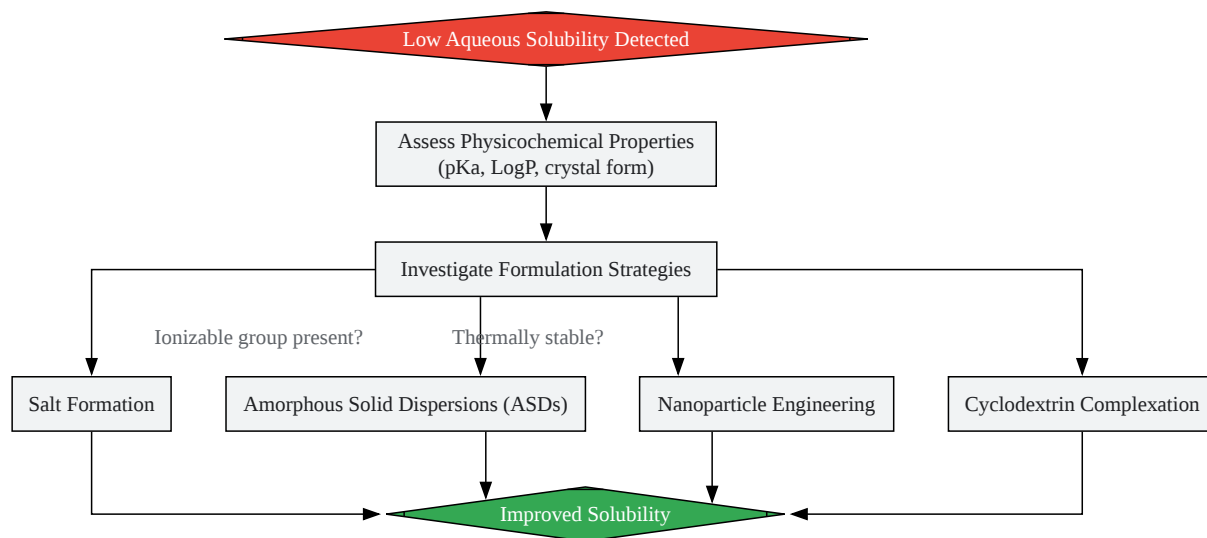 Low Aqueous Solubility Detected
Assess Physicochemical Properties
(pKa, LogP, crystal form)
Investigate Formulation Strategies
Ionizable group present?
Thermally stable?
Salt Formation
Amorphous Solid Dispersions (ASDs)
Nanoparticle Engineering
Cyclodextrin Complexation
Improved Solubility